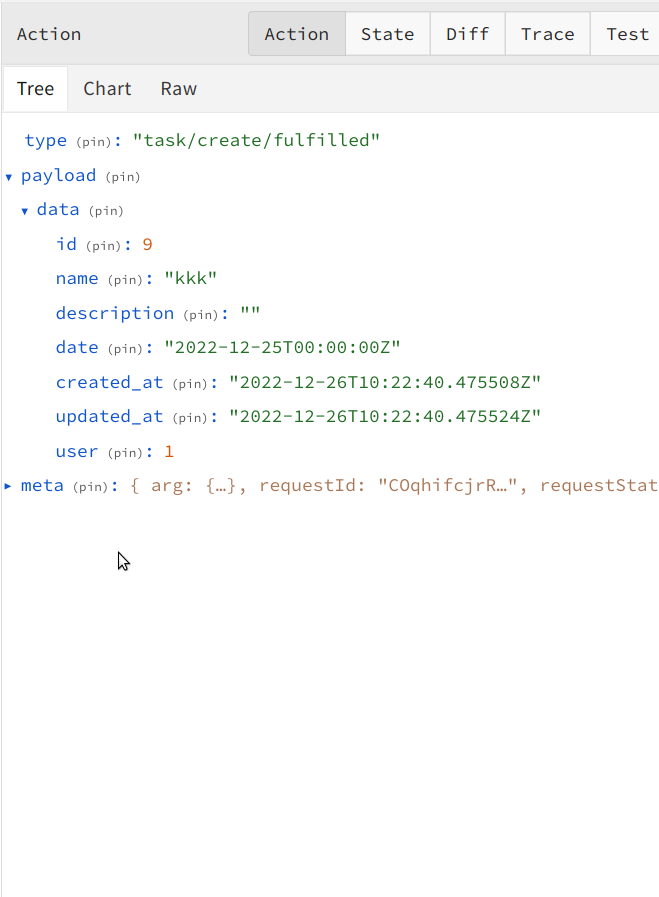 Action Action State Diff Trace Test
Tree Chart Raw
type (pin): "task/create/fulfilled"
payload (pin)
data (pin)
id (pin): 9
name (pin): "kkk"
description (pin): ""
date (pin): "2022-12-25T00:00:00Z"
created_at (pin): "2022-12-26T10:22:40.475508Z"
updated_at (pin): "2022-12-26T10:22:40.475524Z"
user (pin): 1
meta (pin): { arg: {…}, requestId: "COqhifcjrR…", requestStat